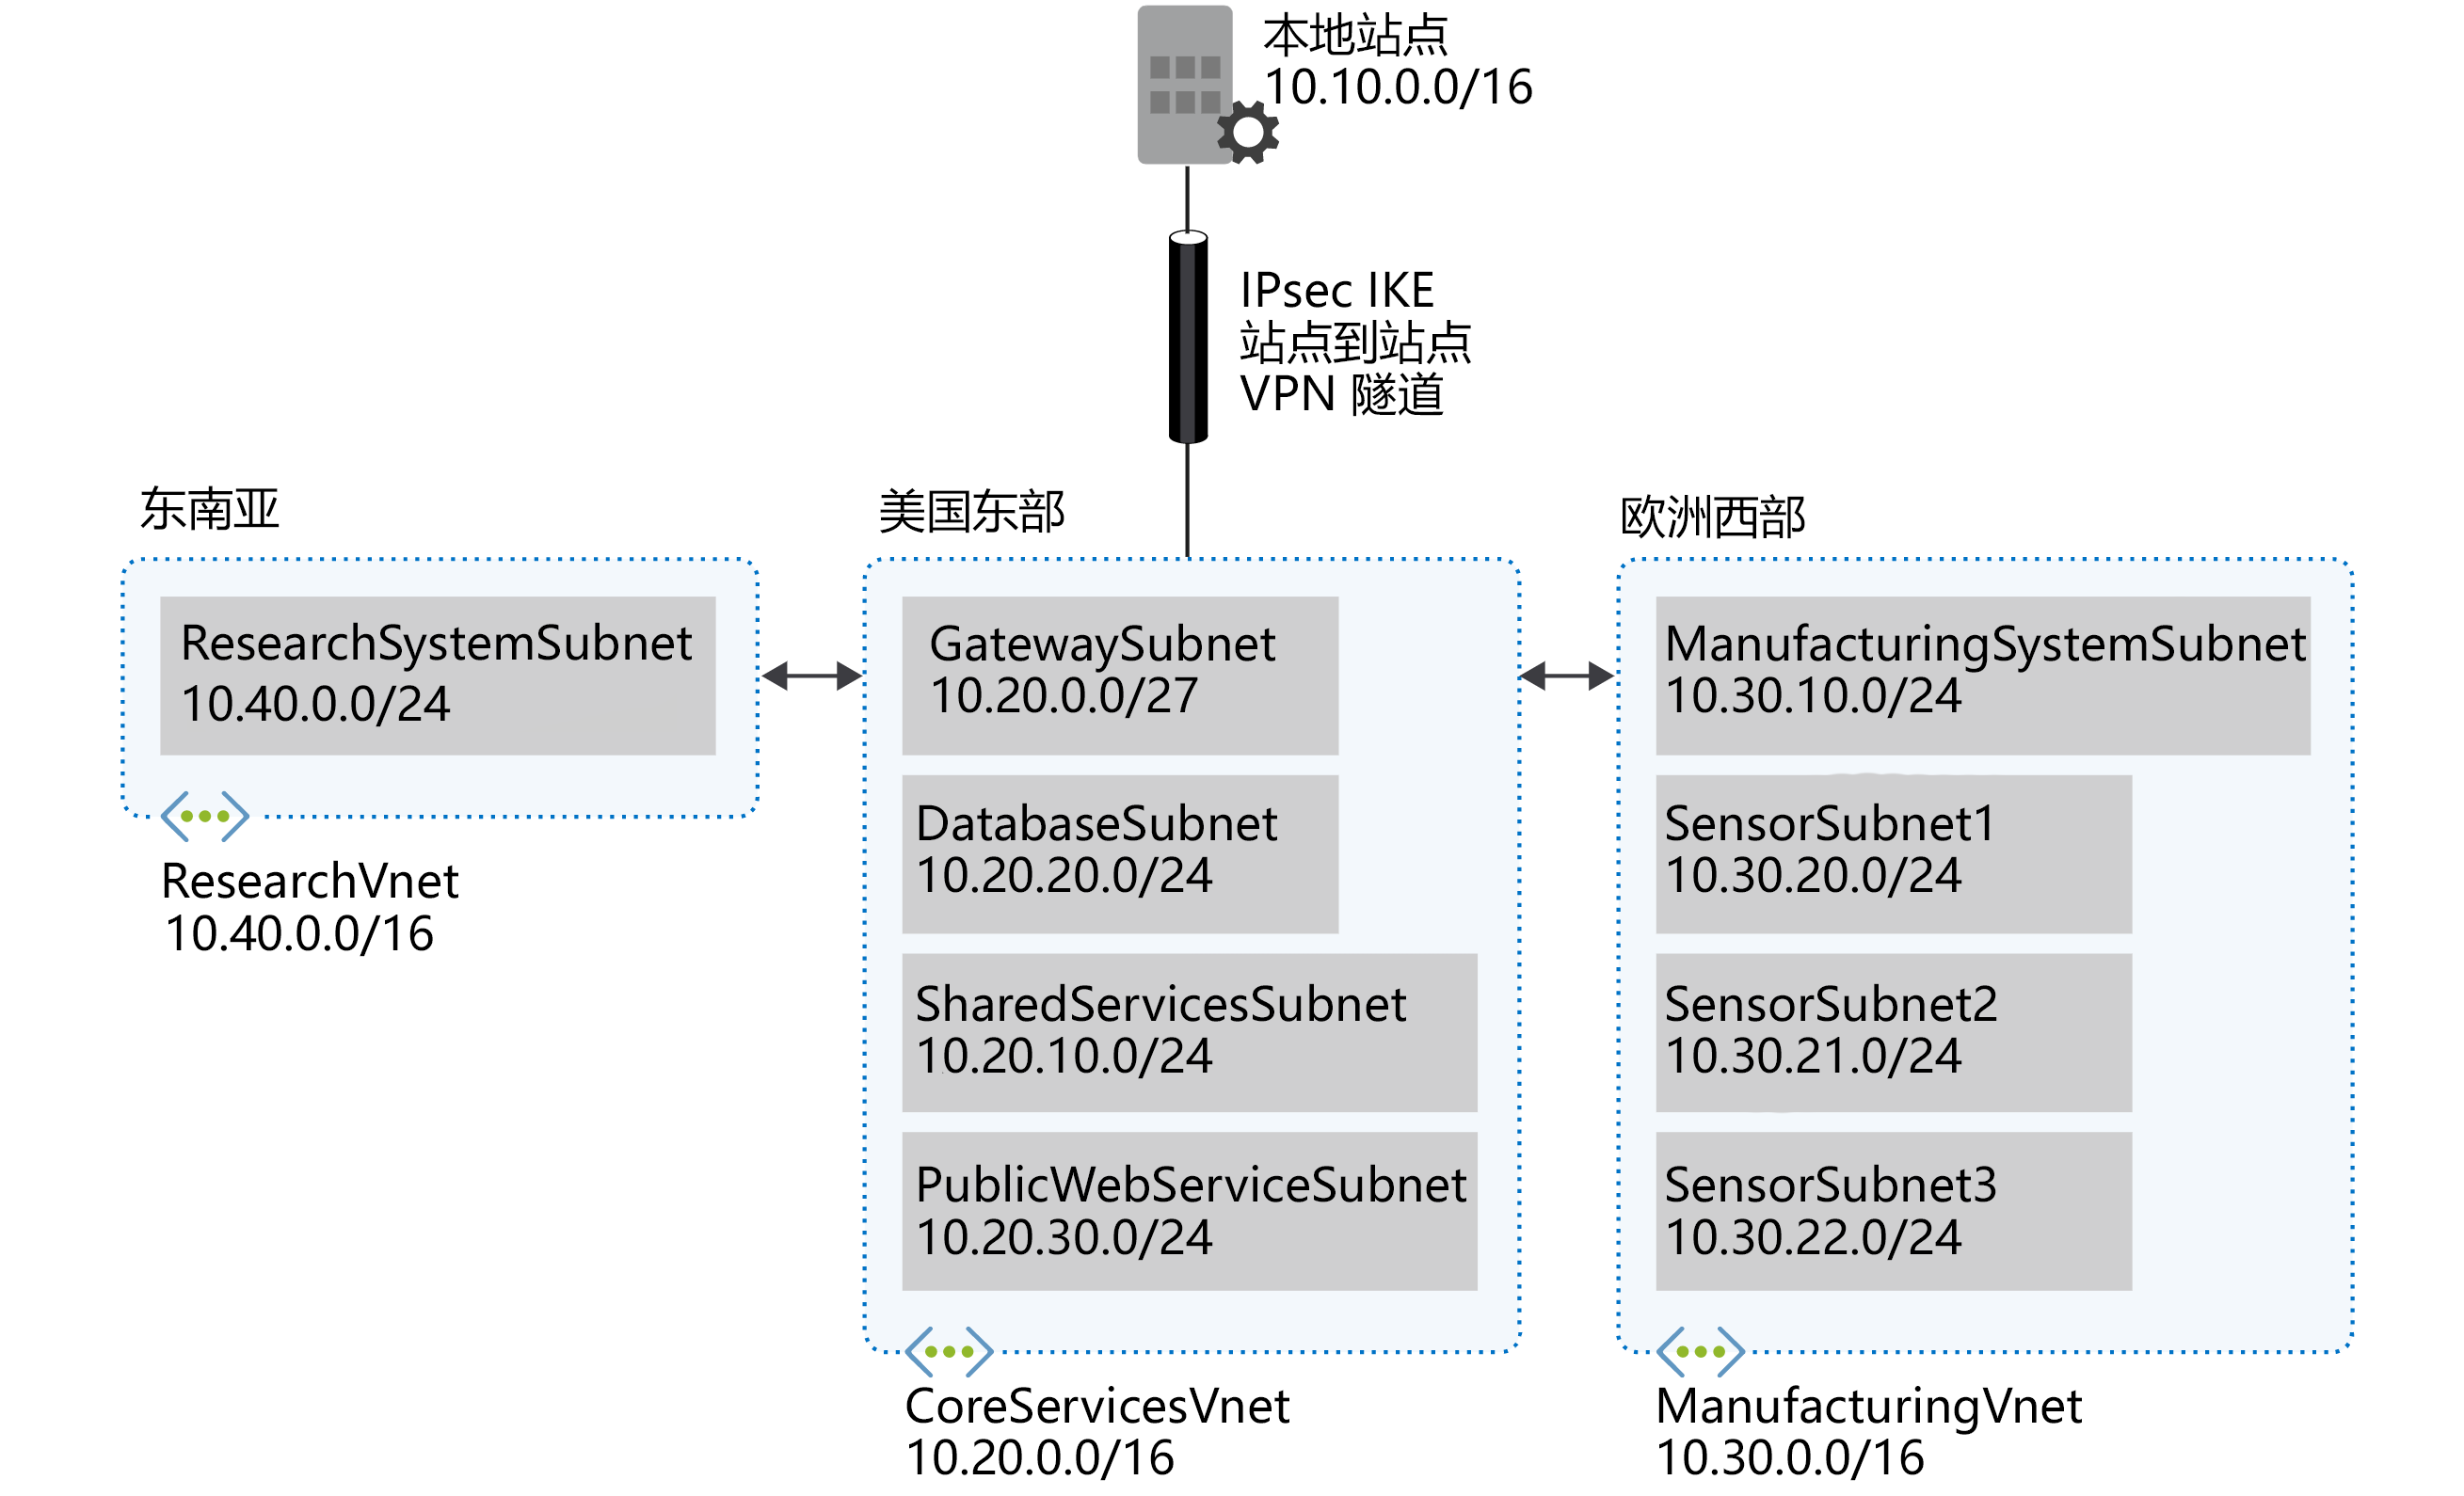 本地站点
10.10.0.0/16
IPsec IKE
站点到站点
VPN 隧道
东南亚
ResearchSystemSubnet
10.40.0.0/24
ResearchVnet
10.40.0.0/16
美国东部
GatewaySubnet
10.20.0.0/27
DatabaseSubnet
10.20.20.0/24
SharedServicesSubnet
10.20.10.0/24
PublicWebServiceSubnet
10.20.30.0/24
CoreServicesVnet
10.20.0.0/16
欧洲西部
ManufacturingSystemSubnet
10.30.10.0/24
SensorSubnet1
10.30.20.0/24
SensorSubnet2
10.30.21.0/24
SensorSubnet3
10.30.22.0/24
ManufacturingVnet
10.30.0.0/16